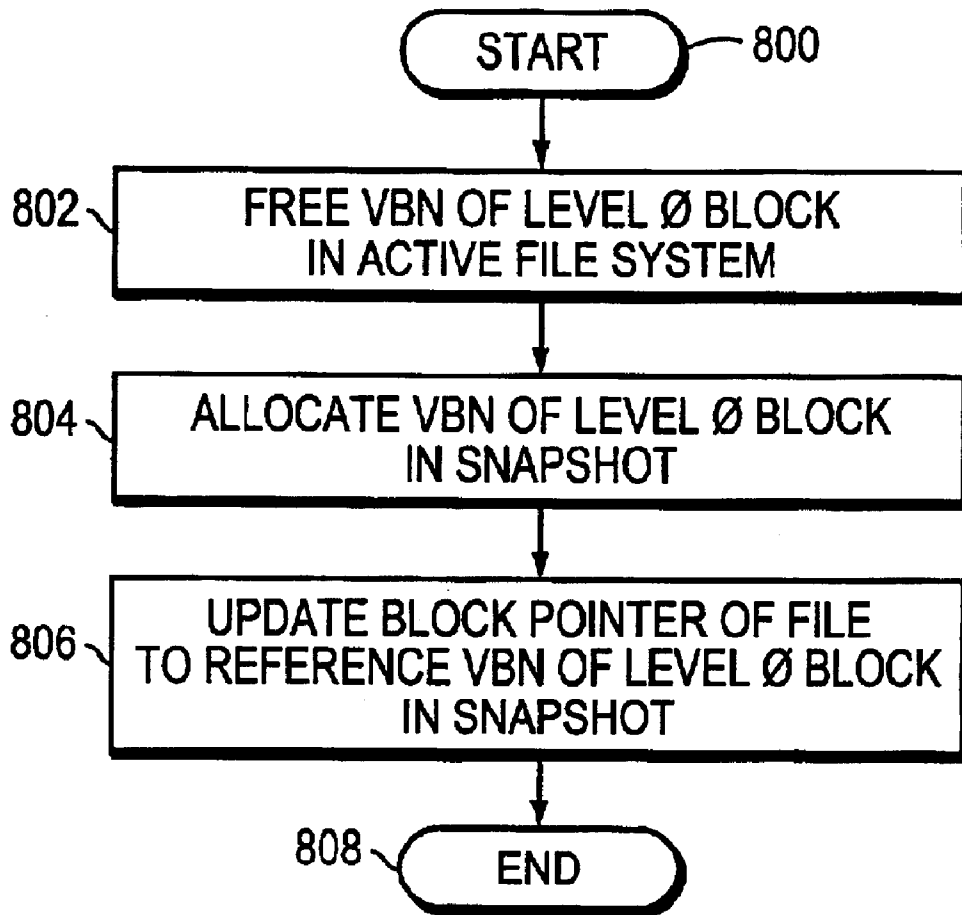 START
800
802
FREE VBN OF LEVEL Ø BLOCK
IN ACTIVE FILE SYSTEM
804
ALLOCATE VBN OF LEVEL Ø BLOCK
IN SNAPSHOT
806
UPDATE BLOCK POINTER OF FILE
TO REFERENCE VBN OF LEVEL Ø BLOCK
IN SNAPSHOT
808
END